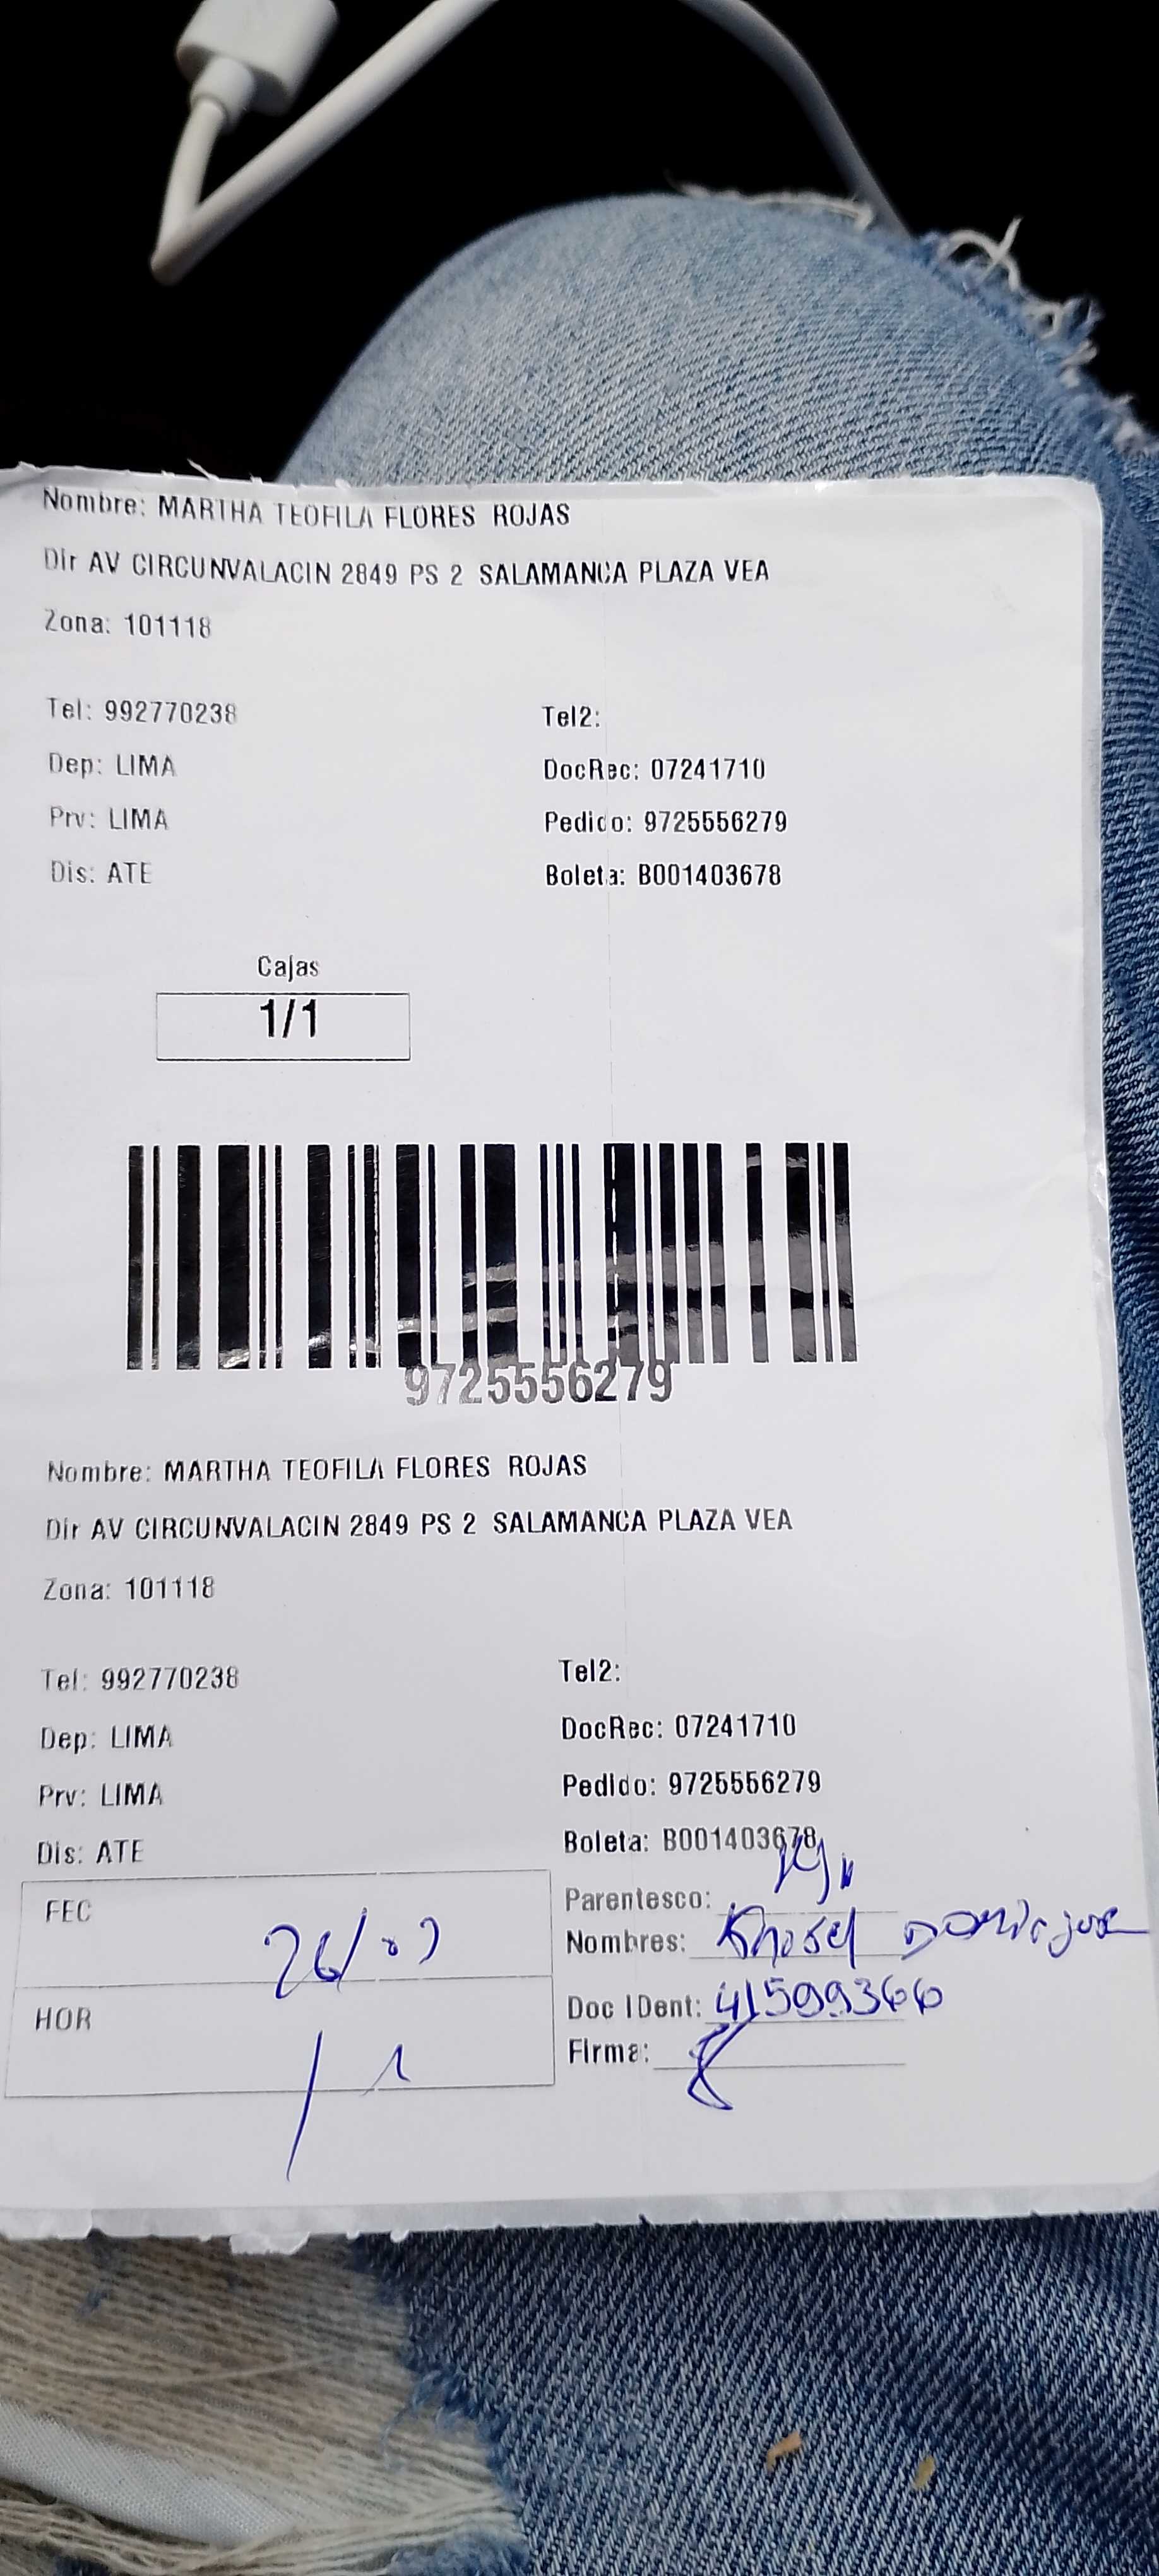 Nombre: MARTHA TEOFILA FLORES ROJAS
Dir AV CIRCUNVALACIN 2849 PS 2 SALAMANCA PLAZA VEA
Zona: 101118
Tel: 992770238 Tel2:
Dep: LIMA DocRec: 07241710
Prv: LIMA Pedido: 9725556279
Dis: ATE Boleta: B001403678
Cajas
1/1
9725556279
Nombre: MARTHA TEOFILA FLORES ROJAS
Dir AV CIRCUNVALACIN 2849 PS 2 SALAMANCA PLAZA VEA
Zona: 101118
Tel: 992770238 Tel2:
Dep: LIMA DocRec: 07241710
Prv: LIMA Pedido: 9725556279
Dis: ATE Boleta: B001403678
FEC 26/
Parentesco:
Nombres:
HOR
Doc IDent: 41599366
Firma: